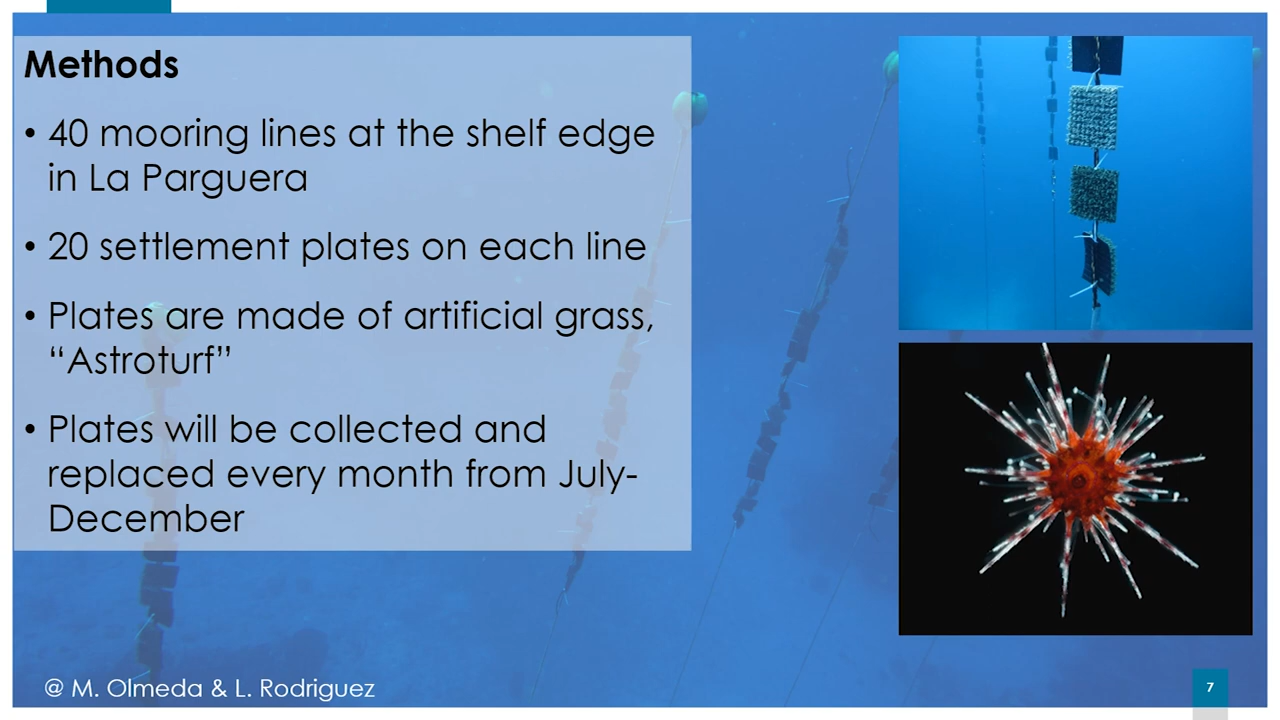 Methods
• 40 mooring lines at the shelf edge
in La Parguera
• 20 settlement plates on each line
• Plates are made of artificial grass,
“Astroturf”
• Plates will be collected and
replaced every month from July-
December
@ M. Olmeda & L. Rodriguez
7